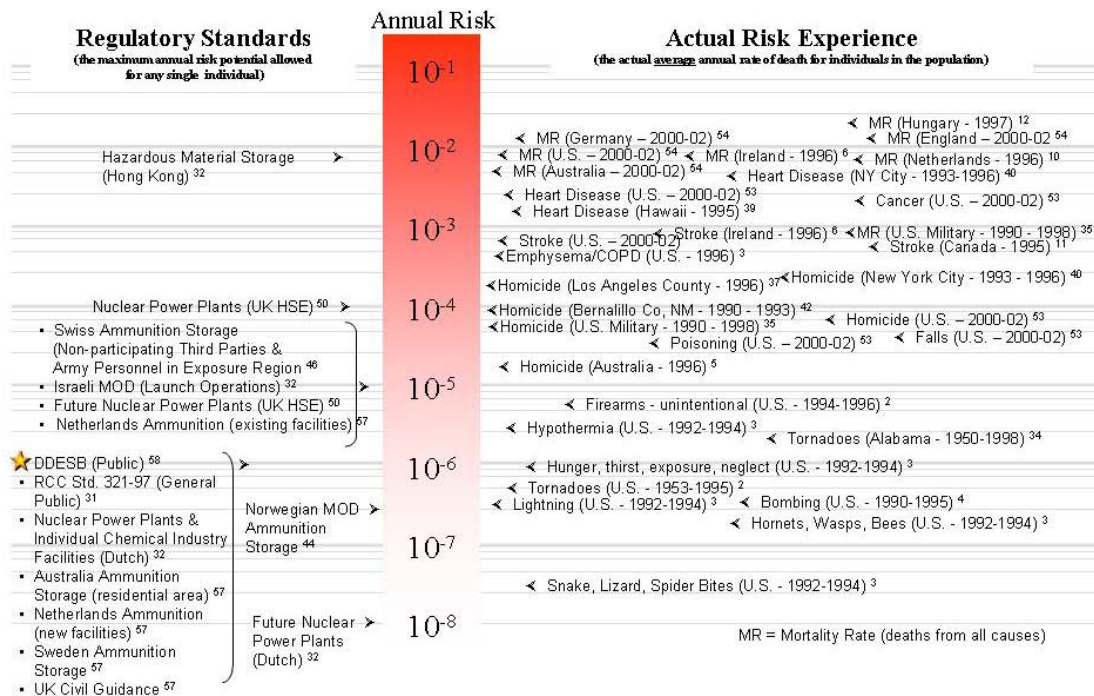 Annual Risk
Regulatory Standards
(the maximum annual risk potential allowed
for any single individual)
Hazardous Material Storage
(Hong Kong) 32
Nuclear Power Plants (UK HSE) 50
▪ Swiss Ammunition Storage
(Non-participating Third Parties &
Army Personnel in Exposure Region 46
▪ Israeli MOD (Launch Operations) 32
▪ Future Nuclear Power Plants (UK HSE) 50
▪ Netherlands Ammunition (existing facilities) 57
DDESB (Public) 58
▪ RCC Std. 321-97 (General
Public) 31
▪ Nuclear Power Plants &
Individual Chemical Industry
Facilities (Dutch) 32
▪ Australia Ammunition
Storage (residential area) 57
▪ Netherlands Ammunition
(new facilities) 57
▪ Sweden Ammunition
Storage 57
▪ UK Civil Guidance 57
Norwegian MOD
Ammunition
Storage 44
Future Nuclear
Power Plants
(Dutch) 32
10-1
10-2
10-3
10-4
10-5
10-6
10-7
10-8
Actual Risk Experience
(the actual average annual rate of death for individuals in the population)
MR (Hungary - 1997) 12
MR (Germany – 2000-02) 54
MR (England – 2000-02 54
MR (U.S. – 2000-02) 54
MR (Ireland - 1996) 6
MR (Netherlands - 1996) 10
MR (Australia – 2000-02) 54
Heart Disease (NY City - 1993-1996) 40
Heart Disease (U.S. – 2000-02) 53
Cancer (U.S. – 2000-02) 53
Heart Disease (Hawaii - 1995) 39
Stroke (Ireland - 1996) 6
MR (U.S. Military - 1990 - 1998) 35
Stroke (U.S. – 2000-02)
Stroke (Canada - 1995) 11
Emphysema/COPD (U.S. - 1996) 3
Homicide (New York City - 1993 - 1996) 40
Homicide (Los Angeles County - 1996) 37
Homicide (Bernalillo Co, NM - 1990 - 1993) 42
Homicide (U.S. – 2000-02) 53
Homicide (U.S. Military - 1990 - 1998) 35
Falls (U.S. – 2000-02) 53
Poisoning (U.S. – 2000-02) 53
Homicide (Australia - 1996) 5
Firearms - unintentional (U.S. - 1994-1996) 2
Hypothermia (U.S. - 1992-1994) 3
Tornadoes (Alabama - 1950-1998) 34
Hunger, thirst, exposure, neglect (U.S. - 1992-1994) 3
Tornadoes (U.S. - 1953-1995) 2
Lightning (U.S. - 1992-1994) 3
Bombing (U.S. - 1990-1995) 4
Hornets, Wasps, Bees (U.S. - 1992-1994) 3
Snake, Lizard, Spider Bites (U.S. - 1992-1994) 3
MR = Mortality Rate (deaths from all causes)